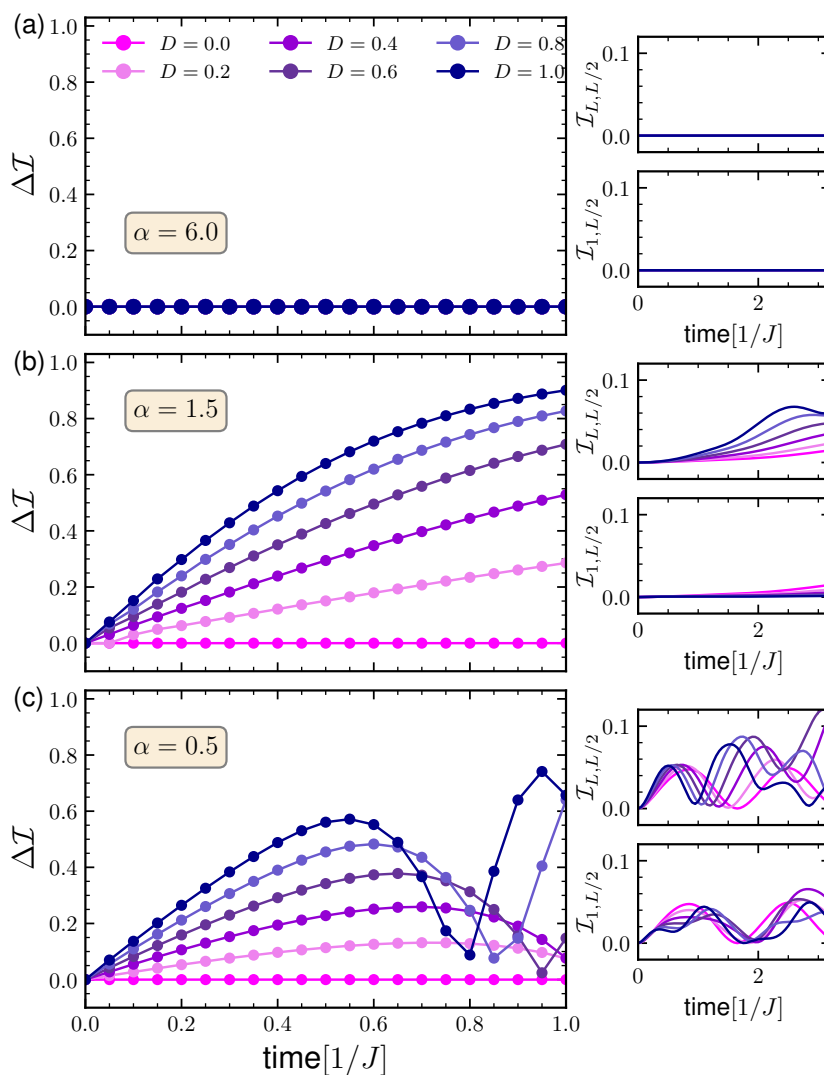 (a)
D = 0.0 D = 0.4 D = 0.8
D = 0.2 D = 0.6 D = 1.0
1.0
0.8
0.6
0.4
0.2
0.0
Δℐ
α = 6.0
0.1
0.0
ℐ_{L,L/2}
0.1
0.0
ℐ_{1,L/2}
0 2
time[1/J]
(b)
1.0
0.8
0.6
0.4
0.2
0.0
Δℐ
α = 1.5
0.1
0.0
ℐ_{L,L/2}
0.1
0.0
ℐ_{1,L/2}
0 2
time[1/J]
(c)
1.0
0.8
0.6
0.4
0.2
0.0
Δℐ
α = 0.5
0.0 0.2 0.4 0.6 0.8 1.0
time[1/J]
0.1
0.0
ℐ_{L,L/2}
0.1
0.0
ℐ_{1,L/2}
0 2
time[1/J]